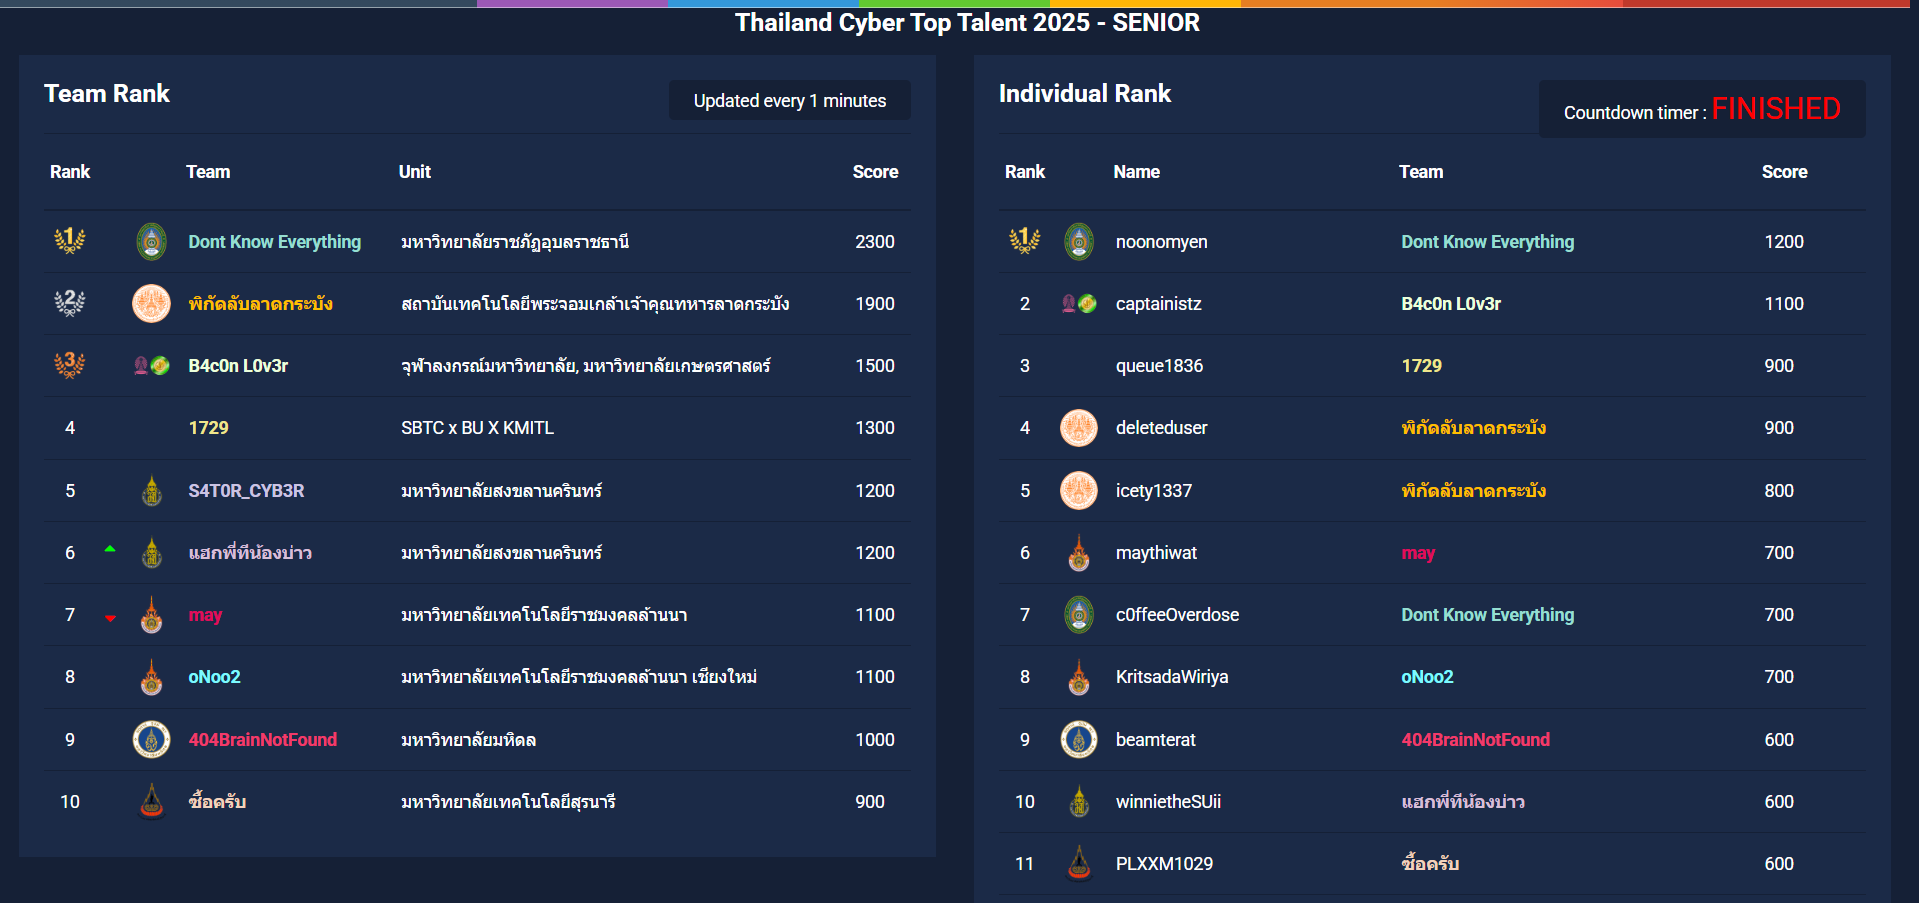 Thailand Cyber Top Talent 2025 - SENIOR
Team Rank
Updated every 1 minutes
Rank Team Unit Score
1 Dont Know Everything มหาวิทยาลัยราชภัฏอุบลราชธานี 2300
2 พิกัดลับลาดกระบัง สถาบันเทคโนโลยีพระจอมเกล้าเจ้าคุณทหารลาดกระบัง 1900
3 B4c0n L0v3r จุฬาลงกรณ์มหาวิทยาลัย, มหาวิทยาลัยเกษตรศาสตร์ 1500
4 1729 SBTC x BU X KMITL 1300
5 S4T0R_CYB3R มหาวิทยาลัยสงขลานครินทร์ 1200
6 แฮกพี่ทีน้องบ่าว มหาวิทยาลัยสงขลานครินทร์ 1200
7 may มหาวิทยาลัยเทคโนโลยีราชมงคลล้านนา 1100
8 oNoo2 มหาวิทยาลัยเทคโนโลยีราชมงคลล้านนา เชียงใหม่ 1100
9 404BrainNotFound มหาวิทยาลัยมหิดล 1000
10 ซื้อครับ มหาวิทยาลัยเทคโนโลยีสุรนารี 900
Individual Rank
Countdown timer : FINISHED
Rank Name Team Score
1 noonomyen Dont Know Everything 1200
2 captainistz B4c0n L0v3r 1100
3 queue1836 1729 900
4 deleteduser พิกัดลับลาดกระบัง 900
5 icety1337 พิกัดลับลาดกระบัง 800
6 maythiwat may 700
7 c0ffeeOverdose Dont Know Everything 700
8 KritsadaWiriya oNoo2 700
9 beamterat 404BrainNotFound 600
10 winnietheSUii แฮกพี่ทีน้องบ่าว 600
11 PLXXM1029 ซื้อครับ 600